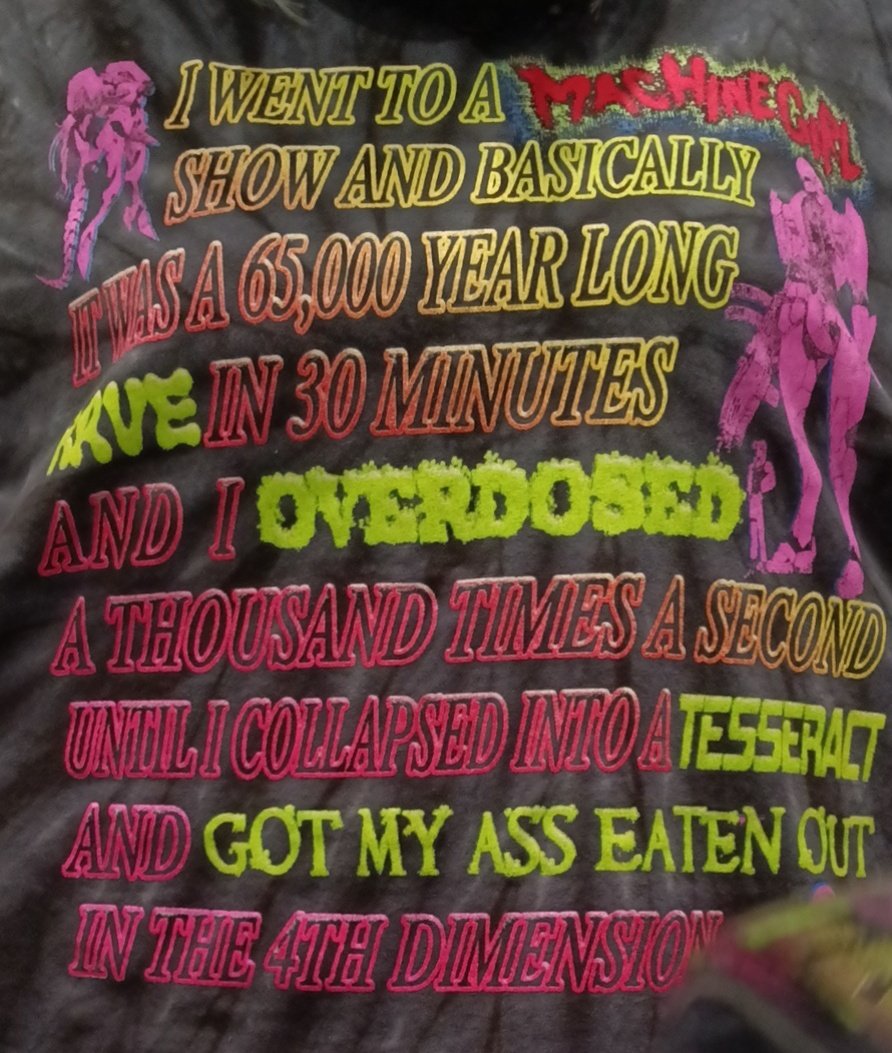 I WENT TO A MACHINE GIRL
SHOW AND BASICALLY
IT WAS A 65,000 YEAR LONG
RAVE IN 30 MINUTES
AND I OVERDOSED
A THOUSAND TIMES A SECOND
UNTIL I COLLAPSED INTO A TESSERACT
AND GOT MY ASS EATEN OUT
IN THE 4TH DIMENSION